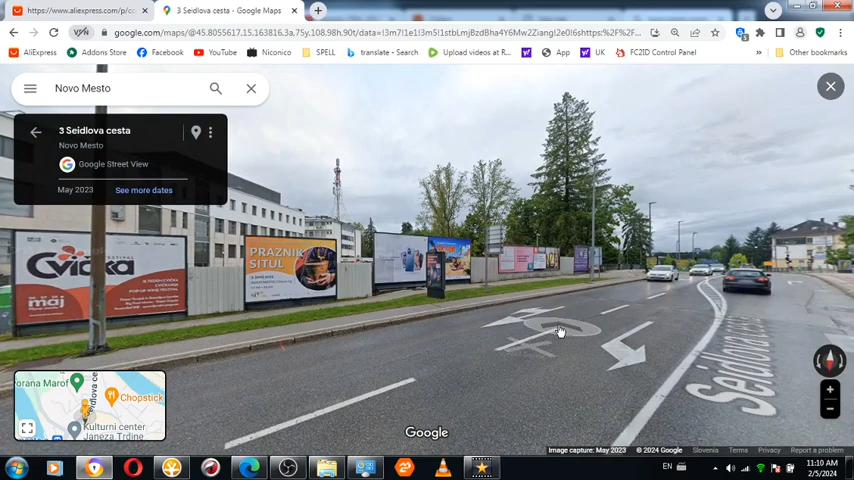 https://www.aliexpress.com/p/co
3 Seidlova cesta - Google Maps
VPN
google.com/maps/@45.8055617,15.163816,3a,75y,108.98h,90t/data=!3m7!1e1!3m5!1stbLmjBzdBha4Y6Mw2Ziangl2e0!6shttps:%2F%2F...
AliExpress
Addons Store
YouTube
Niconico
SPELL
translate - Search
Upload videos at R...
App
UK
FC2ID Control Panel
»
Other bookmarks
Novo Mesto
3 Seidlova cesta
Novo Mesto
Google Street View
May 2023
See more dates
FESTIVAL
Cvička
maj
PRAZNIK
SITUL
Seidlova cesta
orana Marof
Chopstick
Kulturni center
Janeza Trdine
Google
Image capture: May 2023
© 2024 Google
Slovenia
Terms
Privacy
Report a problem
EN
11:10 AM
2/5/2024